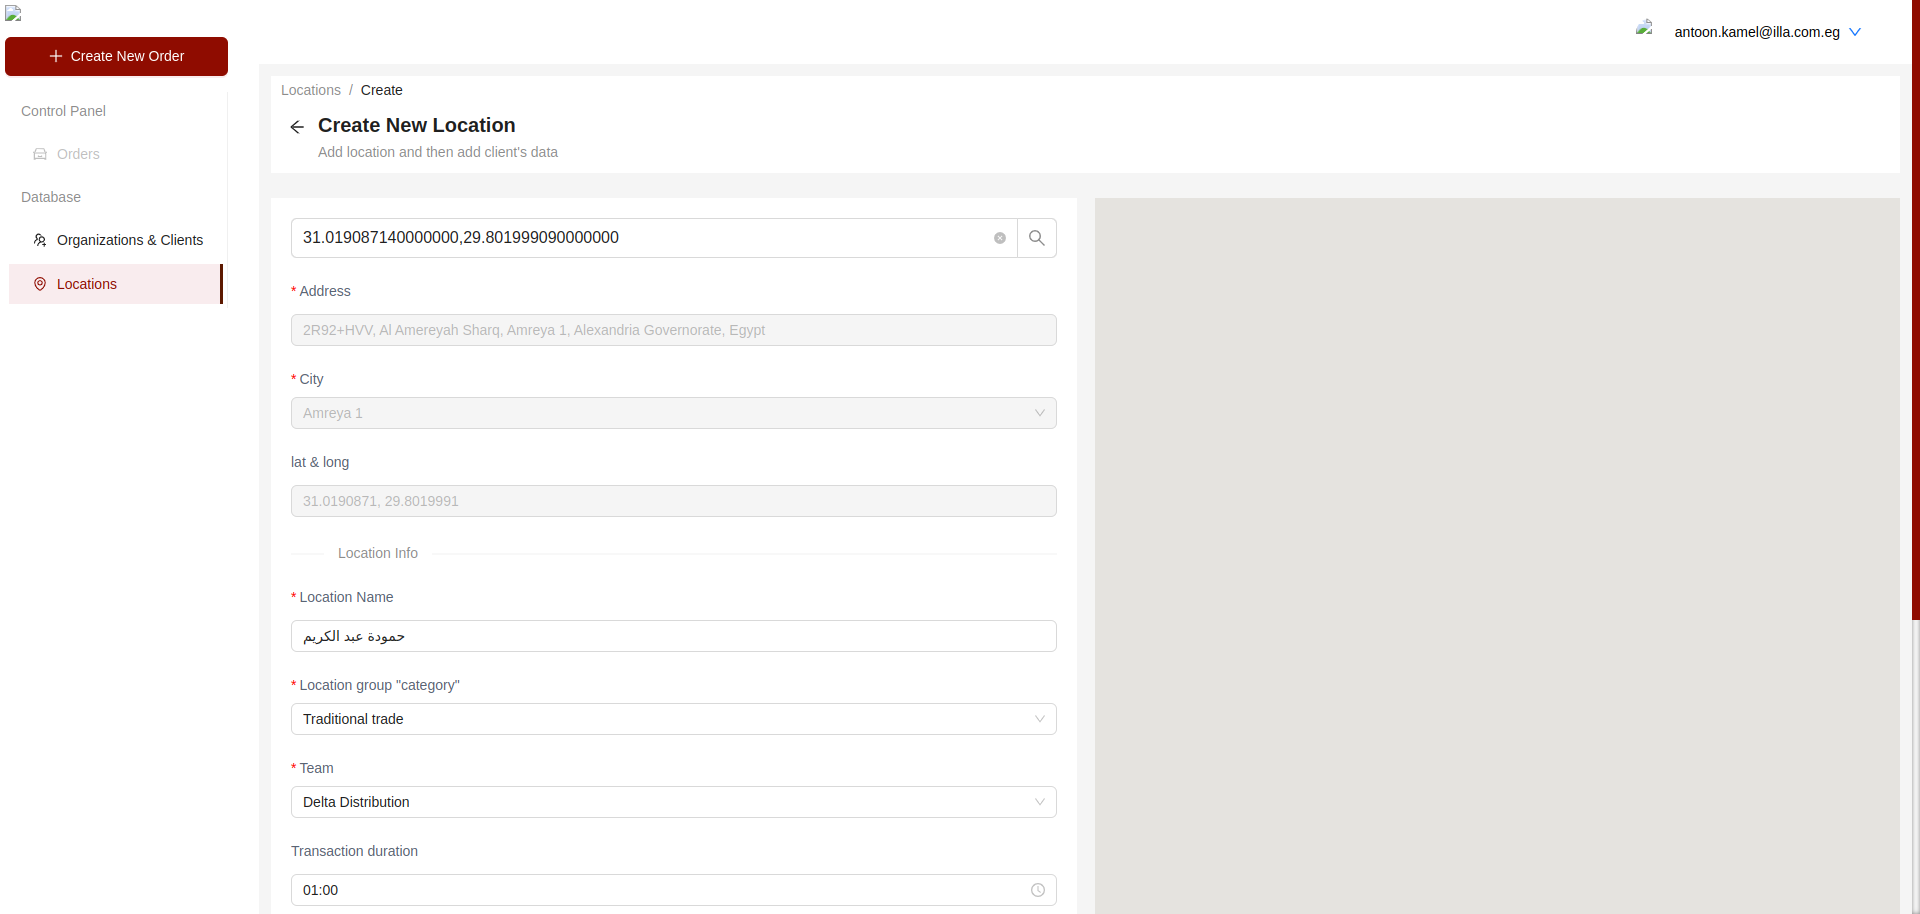 Create New Order
Control Panel
Orders
Database
Organizations & Clients
Locations
antoon.kamel@illa.com.eg
Locations / Create
Create New Location
Add location and then add client's data
31.019087140000000,29.801999090000000
* Address
2R92+HVV, Al Amereyah Sharq, Amreya 1, Alexandria Governorate, Egypt
* City
Amreya 1
lat & long
31.0190871, 29.8019991
Location Info
* Location Name
حمودة عبد الكريم
* Location group "category"
Traditional trade
* Team
Delta Distribution
Transaction duration
01:00